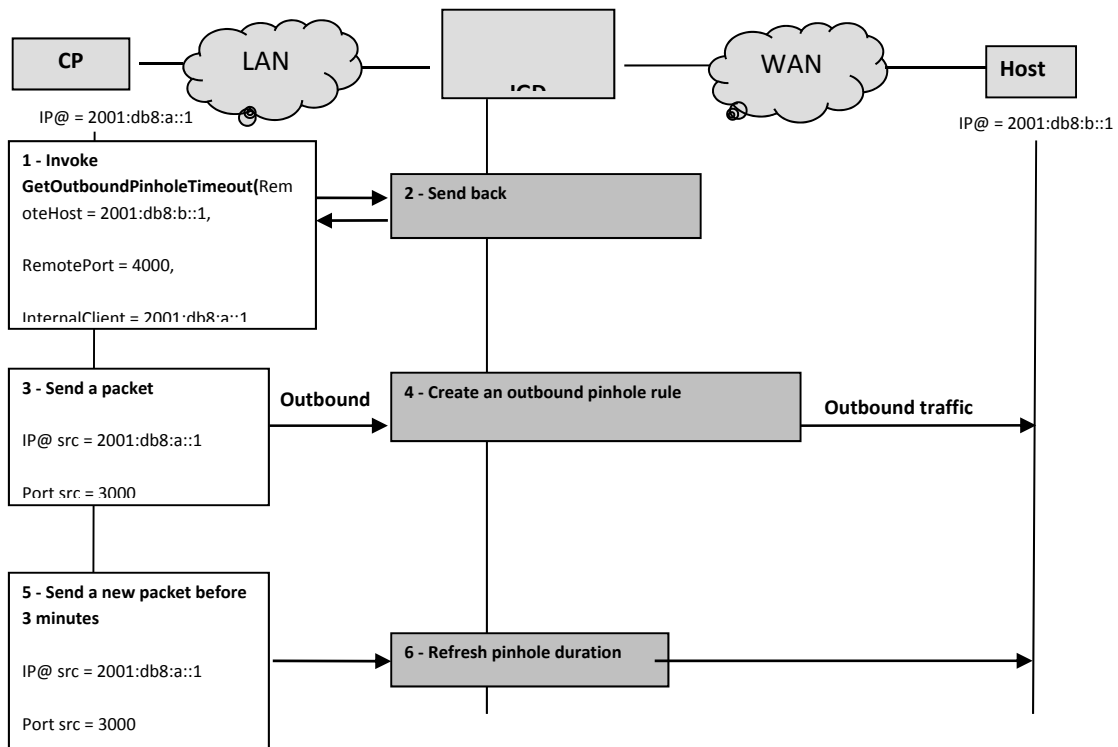 CP
LAN
IGD
WAN
Host
IP@ = 2001:db8:a::1
IP@ = 2001:db8:b::1
1 - Invoke
GetOutboundPinholeTimeout(Rem
oteHost = 2001:db8:b::1,
RemotePort = 4000,
InternalClient = 2001:db8:a::1
2 - Send back
3 - Send a packet
IP@ src = 2001:db8:a::1
Port src = 3000
Outbound
4 - Create an outbound pinhole rule
Outbound traffic
5 - Send a new packet before
3 minutes
IP@ src = 2001:db8:a::1
Port src = 3000
6 - Refresh pinhole duration